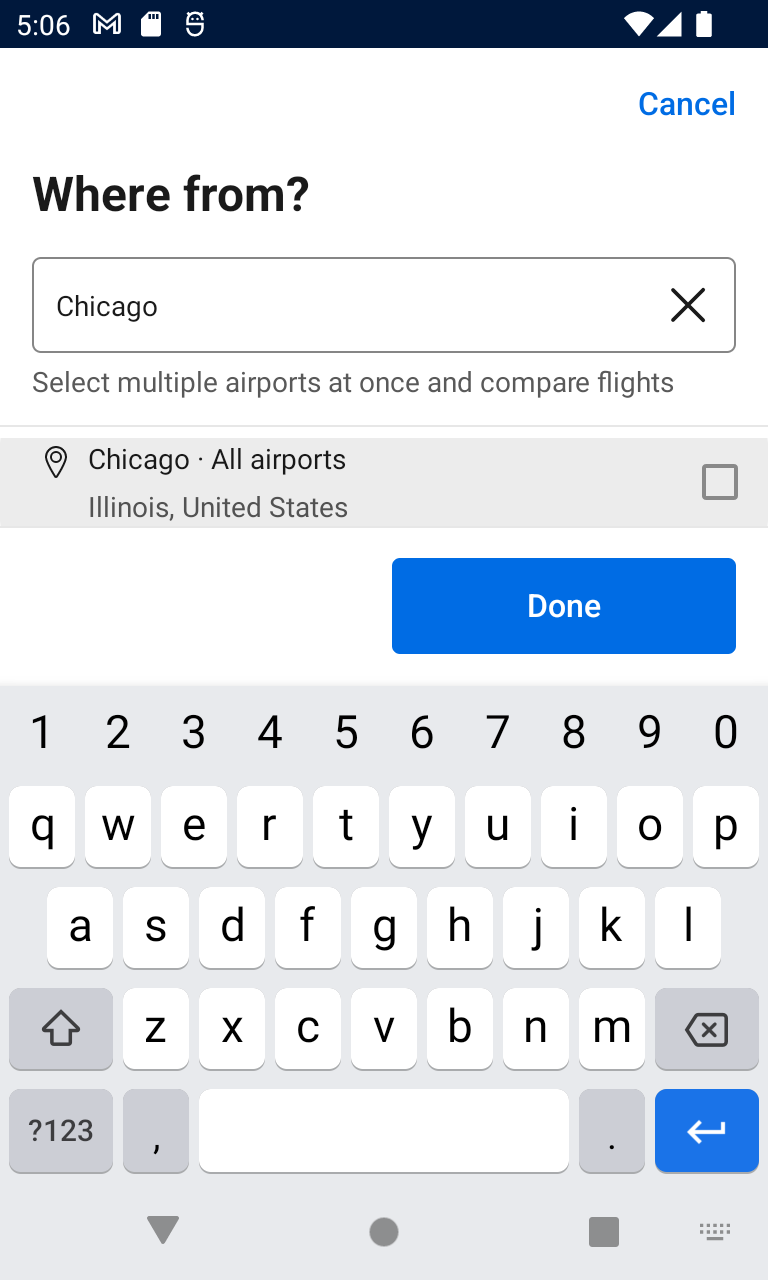 5:06
Cancel
Where from?
Chicago
Select multiple airports at once and compare flights
Chicago · All airports
Illinois, United States
Done
1 2 3 4 5 6 7 8 9 0
q w e r t y u i o p
a s d f g h j k l
z x c v b n m
?123 , .